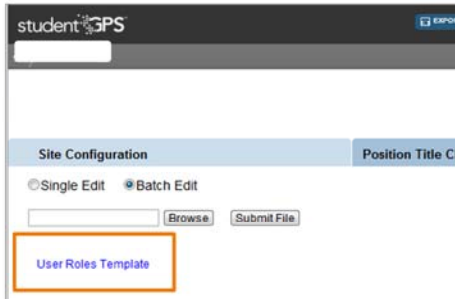 studentGPS
EXPO
Site Configuration
Position Title C
Single Edit Batch Edit
Browse Submit File
User Roles Template